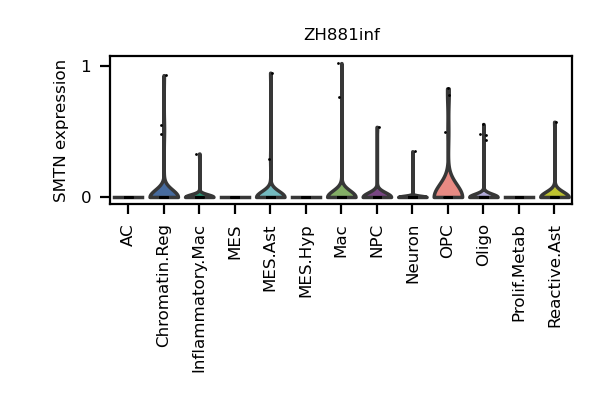 ZH881inf
SMTN expression
1
0
AC
Chromatin.Reg
Inflammatory.Mac
MES
MES.Ast
MES.Hyp
Mac
NPC
Neuron
OPC
Oligo
Prolif.Metab
Reactive.Ast